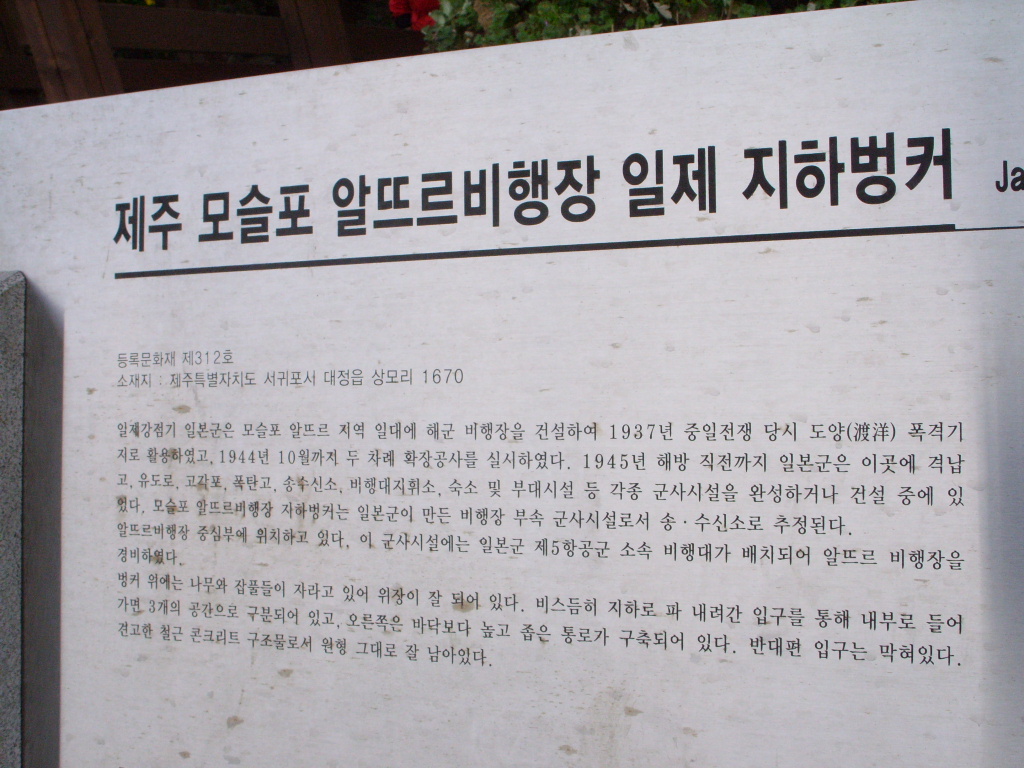 제주 모슬포 알뜨르비행장 일제 지하벙커 Ja
등록문화재 제312호
소재지 : 제주특별자치도 서귀포서 대정읍 상모리 1670
일제강점기 일본군은 모슬포 알뜨르 지역 일대에 해군 비행장을 건설하여 1937년 중일전쟁 당시 도양(渡洋) 폭격기
지로 활용하였고, 1944년 10월까지 두 차례 확장공사를 실시하였다. 1945년 해방 직전까지 일본군은 이곳에 격납
고, 유도로, 고각포, 폭탄고, 송수신소, 비행대지휘소, 숙소 및 부대시설 등 각종 군사시설을 완성하거나 건설 중에 있
었다. 모슬포 알뜨르비행장 지하벙커는 일본군이 만든 비행장 부속 군사시설로서 송·수신소로 추정된다.
알뜨르비행장 중심부에 위치하고 있다, 이 군사시설에는 일본군 제5항공군 소속 비행대가 배치되어 알뜨르 비행장을
경비하였다.
벙커 위에는 나무와 잡풀들이 자라고 있어 위장이 잘 되어 있다. 비스듬히 지하로 파 내려간 입구를 통해 내부로 들어
가면 3개의 공간으로 구분되어 있고, 오른쪽은 바닥보다 높고 좁은 통로가 구축되어 있다. 반대편 입구는 막혀있다.
견고한 철근 콘크리트 구조물로서 원형 그대로 잘 남아있다.